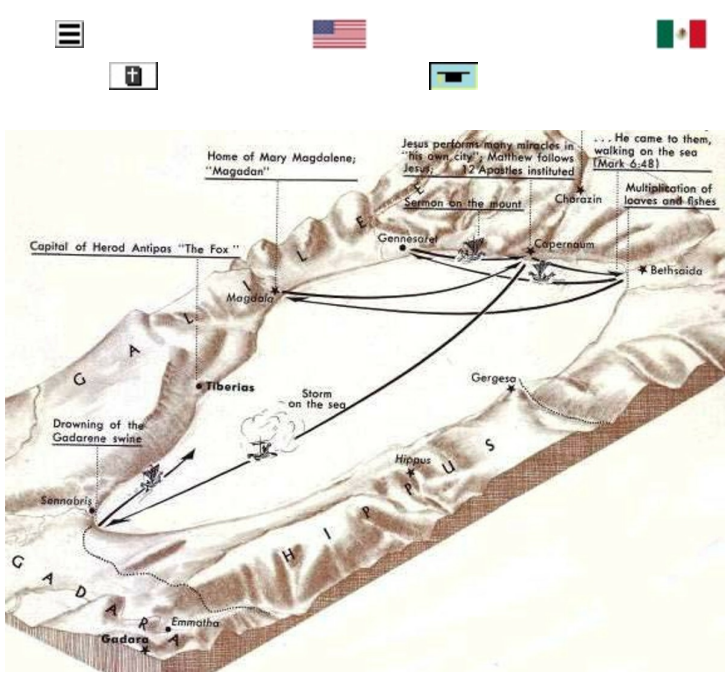 . . . He came to them,
walking on the sea
(Mark 6:48)
Jesus performs many miracles in
"his own city"; Matthew follows
Jesus; 12 Apostles instituted
Home of Mary Magdalene;
"Magadan"
Multiplication of
loaves and fishes
Chorazin
Sermon on the mount
Capital of Herod Antipas "The Fox "
Gennesaret
Capernaum
Bethsaida
Magdala
GALILEE
Tiberias
Gergesa
Storm
on the sea
Drowning of the
Gadarene swine
Hippus
HIPPUS
Sennabris
GADARA
Emmatha
Gadara